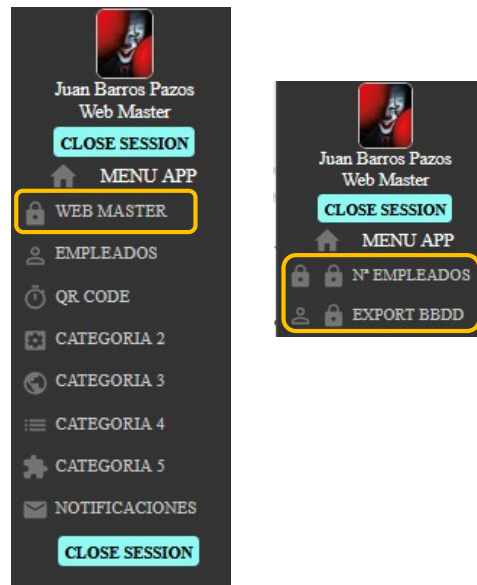 Juan Barros Pazos
Web Master
CLOSE SESSION
MENU APP
WEB MASTER
EMPLEADOS
QR CODE
CATEGORIA 2
CATEGORIA 3
CATEGORIA 4
CATEGORIA 5
NOTIFICACIONES
CLOSE SESSION
Juan Barros Pazos
Web Master
CLOSE SESSION
MENU APP
Nª EMPLEADOS
EXPORT BBDD